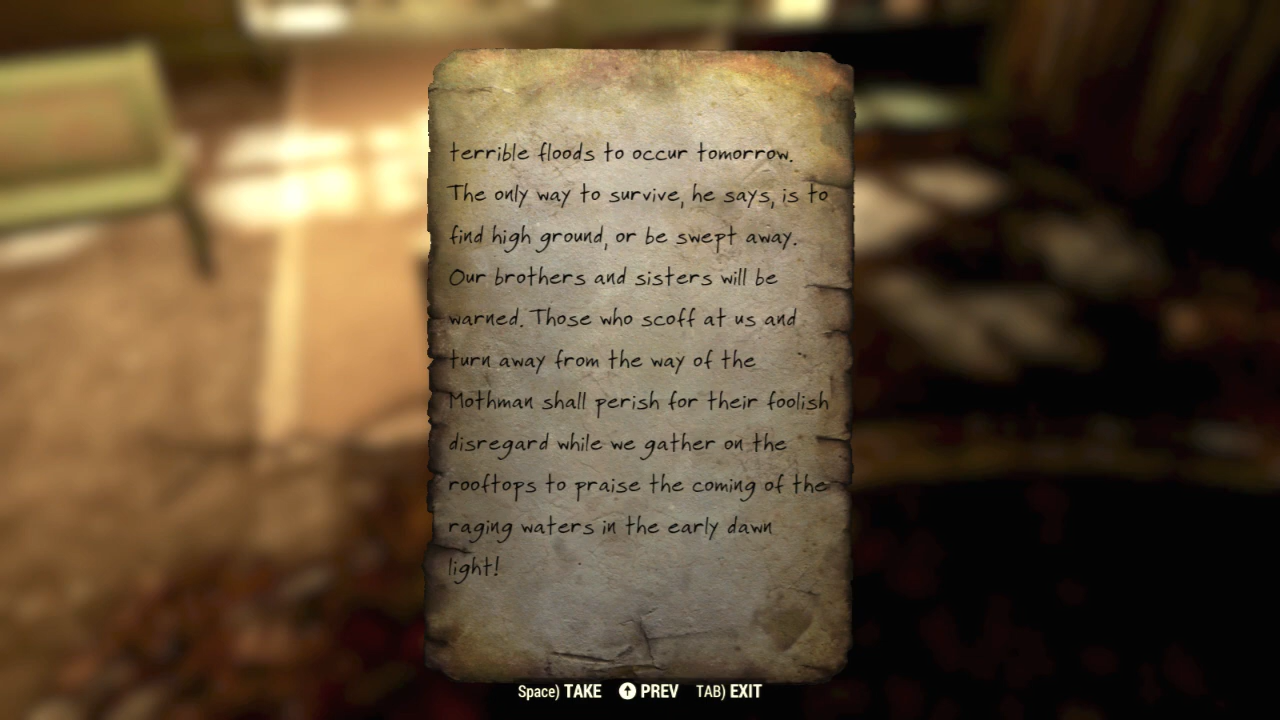 terrible floods to occur tomorrow.
The only way to survive, he says, is to
find high ground, or be swept away.
Our brothers and sisters will be
warned. Those who scoff at us and
turn away from the way of the
Mothman shall perish for their foolish
disregard while we gather on the
rooftops to praise the coming of the
raging waters in the early dawn
light!
Space) TAKE PREV TAB) EXIT